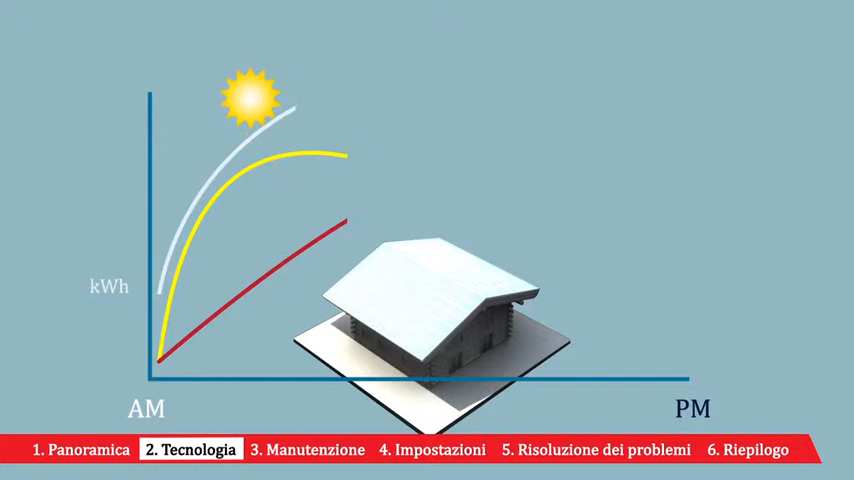 kWh
AM
PM
1. Panoramica 2. Tecnologia 3. Manutenzione 4. Impostazioni 5. Risoluzione dei problemi 6. Riepilogo